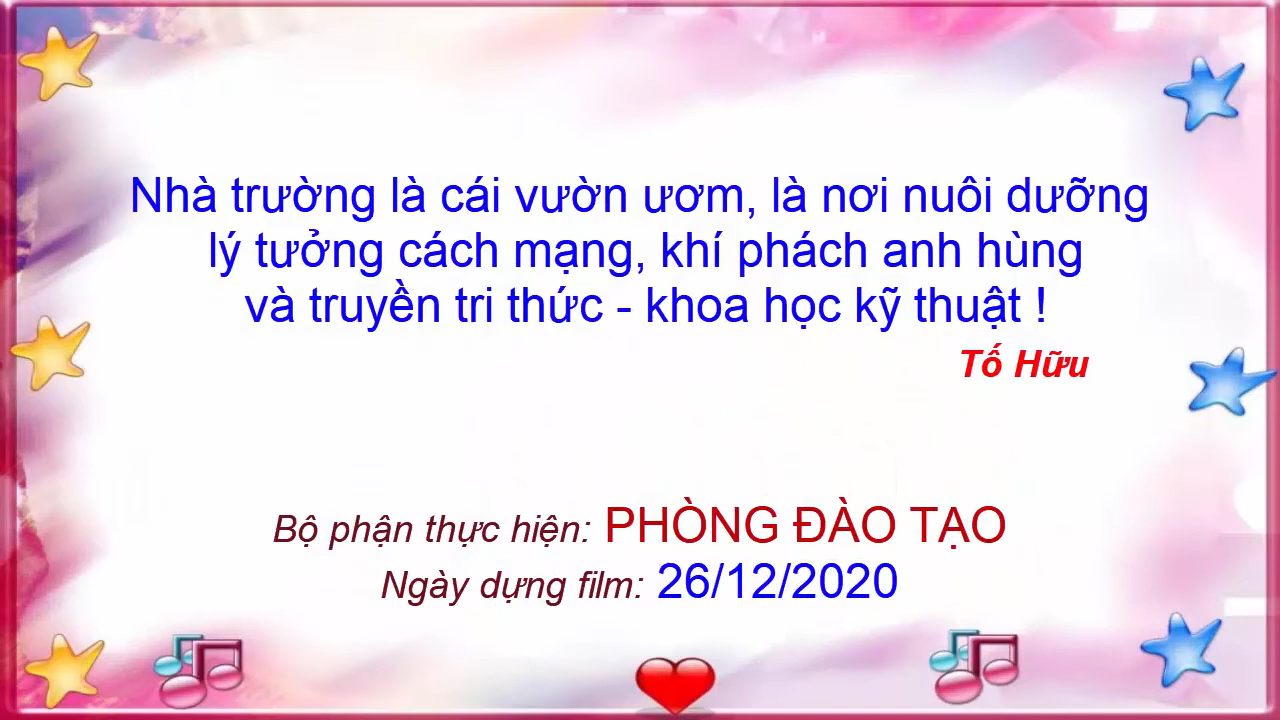 Nhà trường là cái vườn ươm, là nơi nuôi dưỡng
lý tưởng cách mạng, khí phách anh hùng
và truyền tri thức - khoa học kỹ thuật !
Tố Hữu
Bộ phận thực hiện: PHÒNG ĐÀO TẠO
Ngày dựng film: 26/12/2020